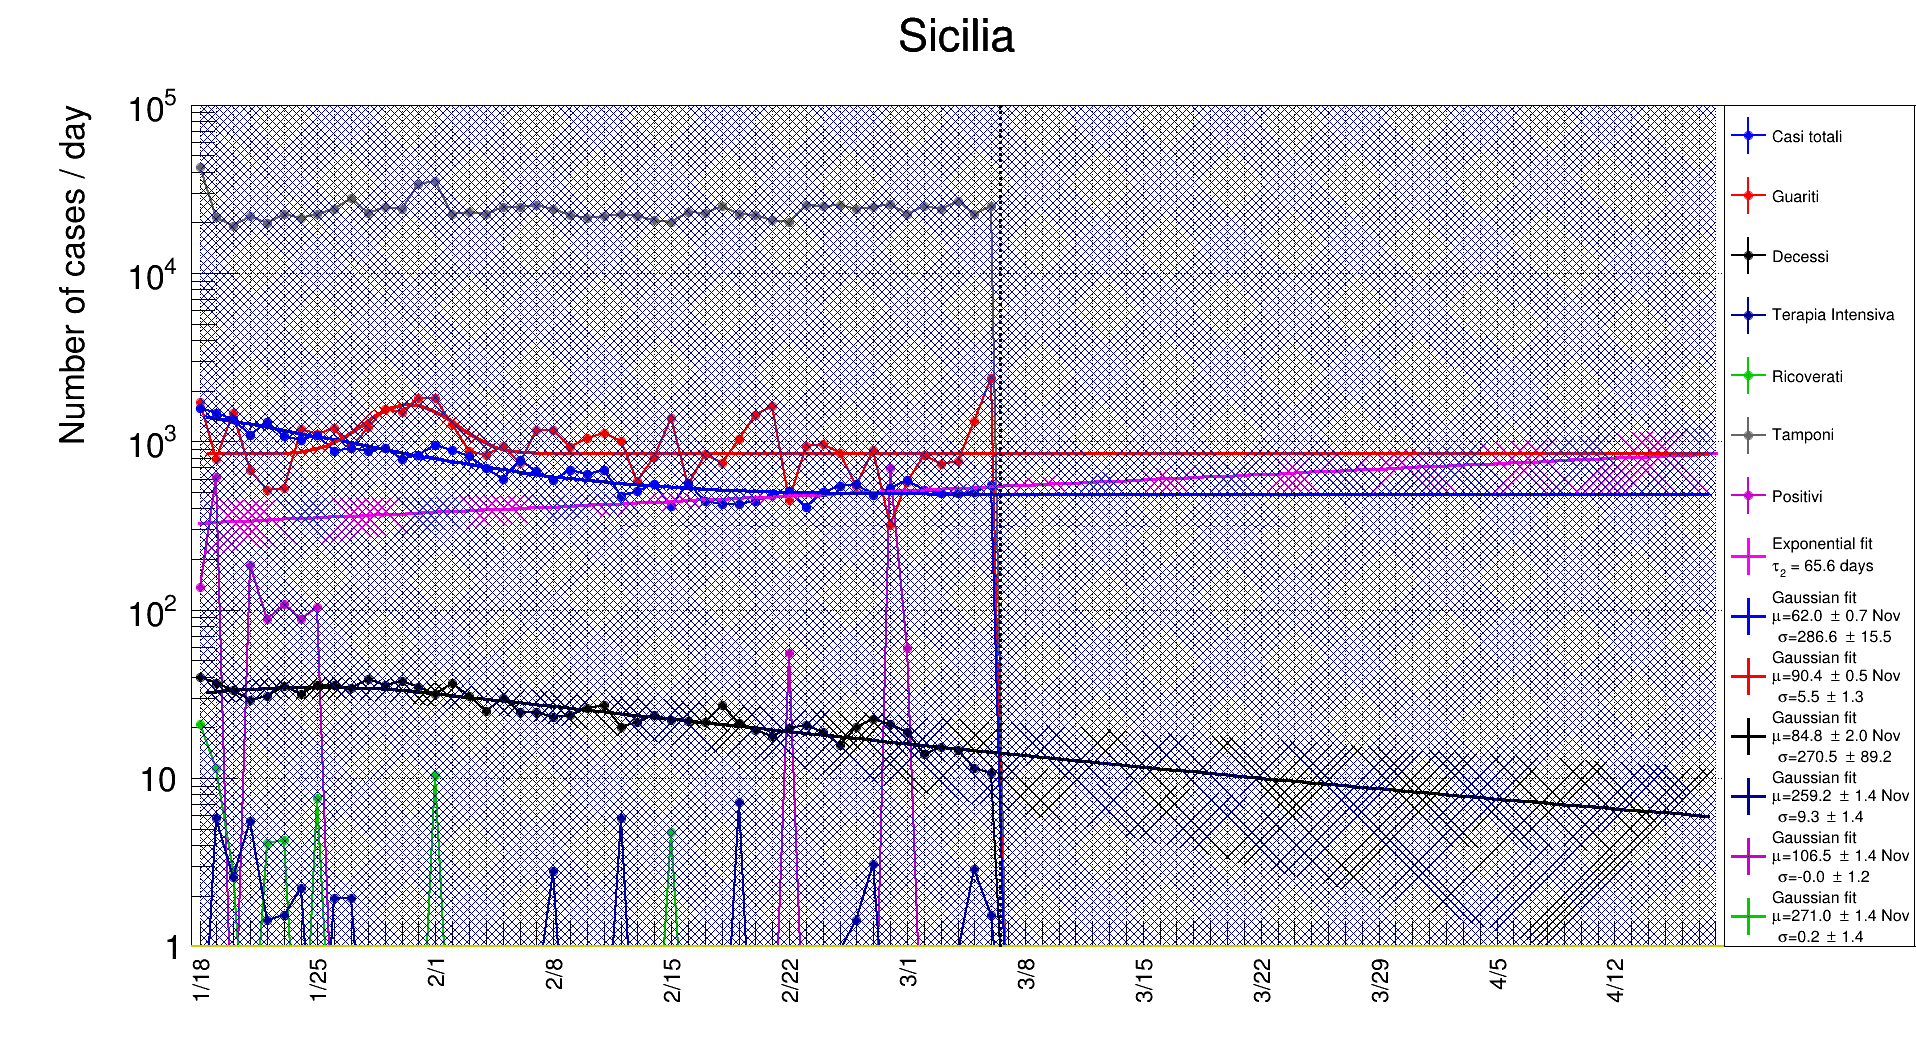 Sicilia
Number of cases / day
10^5
10^4
10^3
10^2
10
1
1/18
1/25
2/1
2/8
2/15
2/22
3/1
3/8
3/15
3/22
3/29
4/5
4/12
Casi totali
Guariti
Decessi
Terapia Intensiva
Ricoverati
Tamponi
Positivi
Exponential fit
τ₂ = 65.6 days
Gaussian fit
μ=62.0 ± 0.7 Nov
σ=286.6 ± 15.5
Gaussian fit
μ=90.4 ± 0.5 Nov
σ=5.5 ± 1.3
Gaussian fit
μ=84.8 ± 2.0 Nov
σ=270.5 ± 89.2
Gaussian fit
μ=259.2 ± 1.4 Nov
σ=9.3 ± 1.4
Gaussian fit
μ=106.5 ± 1.4 Nov
σ=-0.0 ± 1.2
Gaussian fit
μ=271.0 ± 1.4 Nov
σ=0.2 ± 1.4